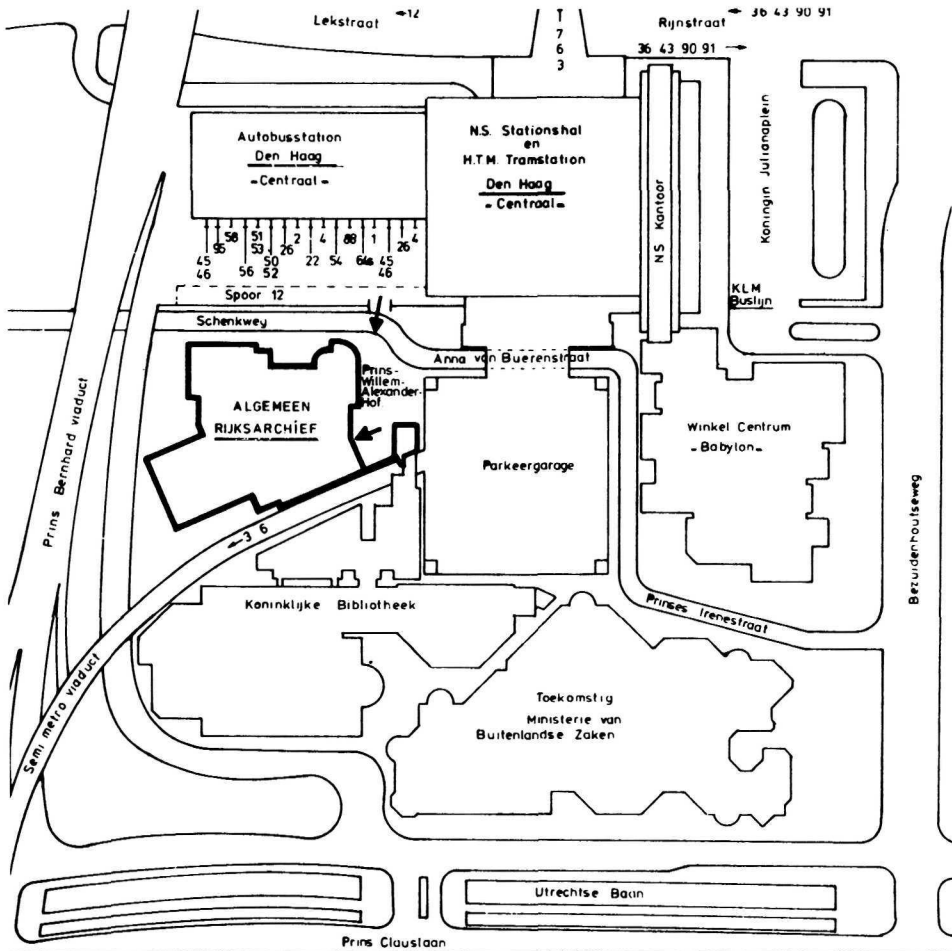 Lekstraat
←12
Rijnstraat
← 36 43 90 91
36 43 90 91 →
1
7
6
3
Autobusstation
Den Haag
- Centraal -
N.S. Stationshal
en
H.T.M. Tramstation
Den Haag
- Centraal -
NS Kantoor
Koningin Julianaplein
58 51 2 4 88 1 4
95 53 26 26
45 50 22 54 64s 45
46 56 52 46
Spoor 12
KLM
Buslijn
Schenkweg
Anna van Buerenstraat
Prins-
Willem-
Alexander-
Hof
ALGEMEEN
RIJKSARCHIEF
Parkeergarage
Winkel Centrum
- Babylon -
Prins Bernhard viaduct
Bezuidenhoutseweg
← 3 6
Koninklijke Bibliotheek
Prinses Irenestraat
Semi metro viaduct
Toekomstig
Ministerie van
Buitenlandse Zaken
Utrechtse Baan
Prins Clauslaan